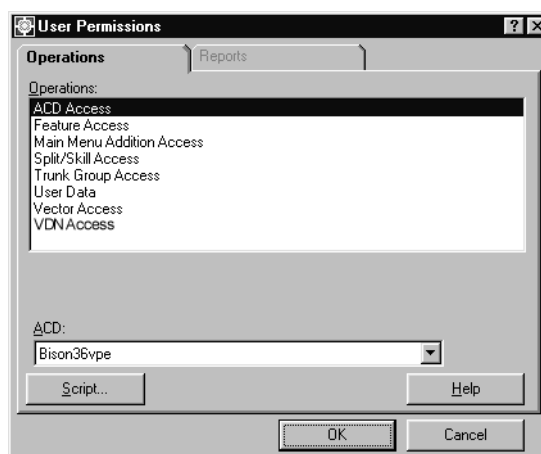 User Permissions
Operations Reports
Operations:
ACD Access
Feature Access
Main Menu Addition Access
Split/Skill Access
Trunk Group Access
User Data
Vector Access
VDN Access
ACD:
Bison36vpe
Script... Help
OK Cancel